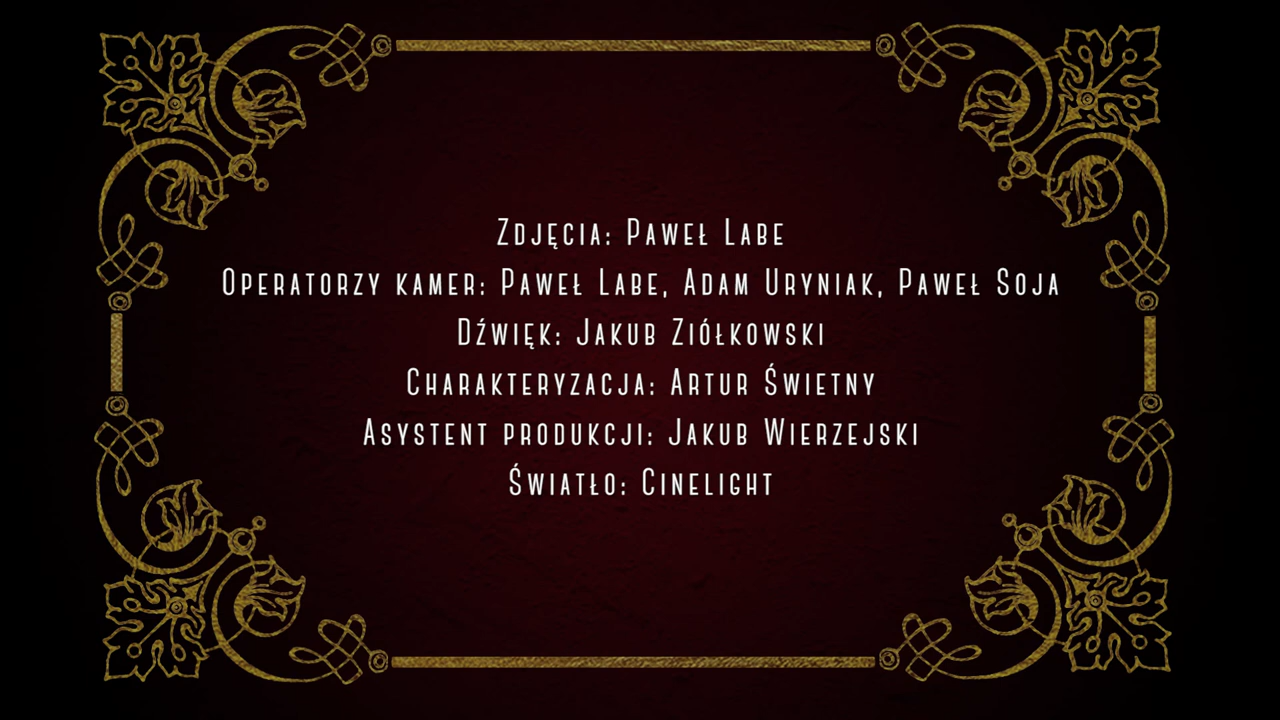 Zdjęcia: Paweł Labe
Operatorzy kamer: Paweł Labe, Adam Uryniak, Paweł Soja
Dźwięk: Jakub Ziółkowski
Charakteryzacja: Artur Świetny
Asystent produkcji: Jakub Wierzejski
Światło: Cinelight